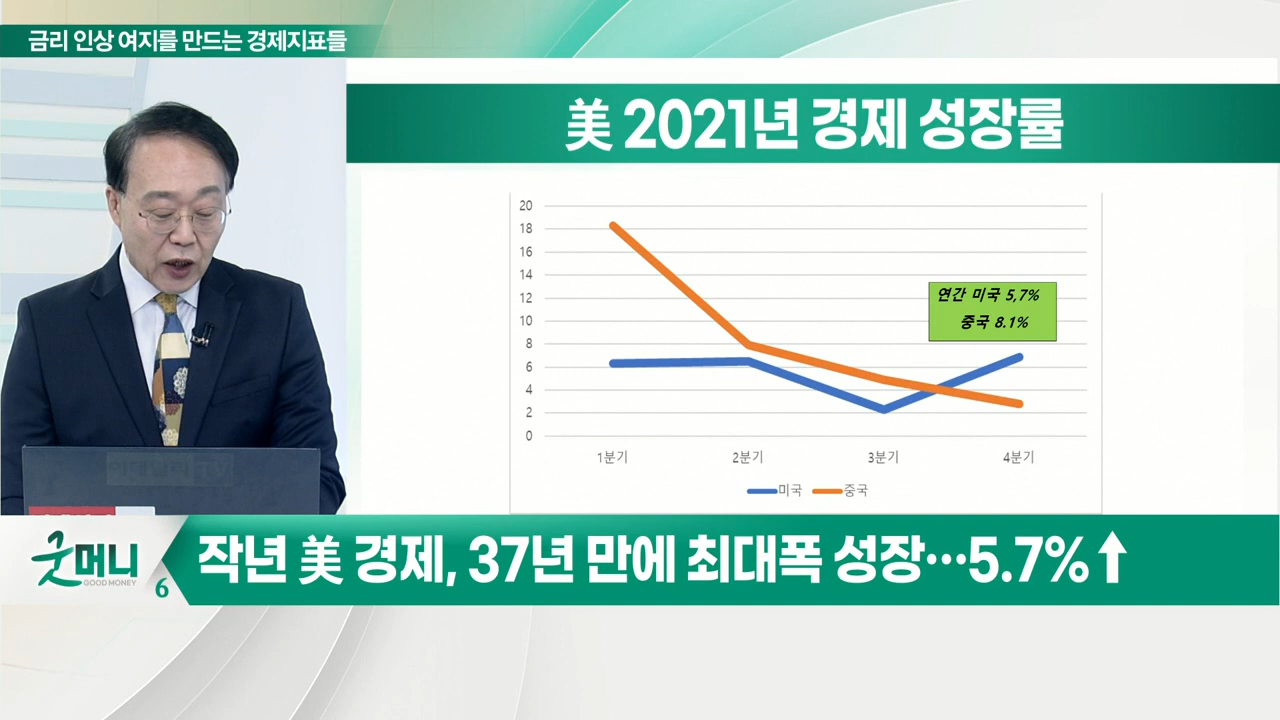 금리 인상 여지를 만드는 경제지표들
美 2021년 경제 성장률
20
18
16
14
12
10
8
6
4
2
0
연간 미국 5,7%
중국 8.1%
1분기 2분기 3분기 4분기
미국 중국
작년 美 경제, 37년 만에 최대폭 성장…5.7%↑
굿머니
GOOD MONEY
6